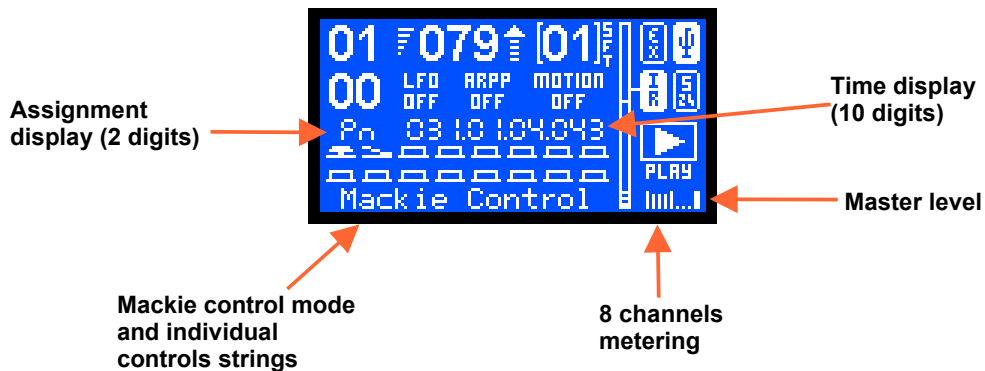 01 079 [01] SFT
00 LFO ARPP MOTION
OFF OFF OFF
Pn 031.01.04.043
PLAY
Mackie Control
Assignment
display (2 digits)
Time display
(10 digits)
Master level
Mackie control mode
and individual
controls strings
8 channels
metering